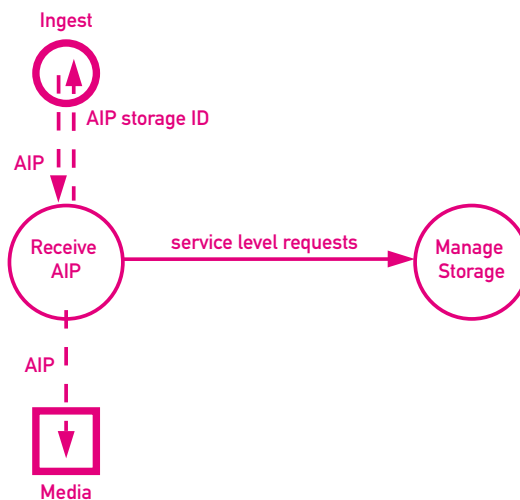 Ingest
AIP storage ID
AIP
Receive
AIP
service level requests
Manage
Storage
AIP
Media